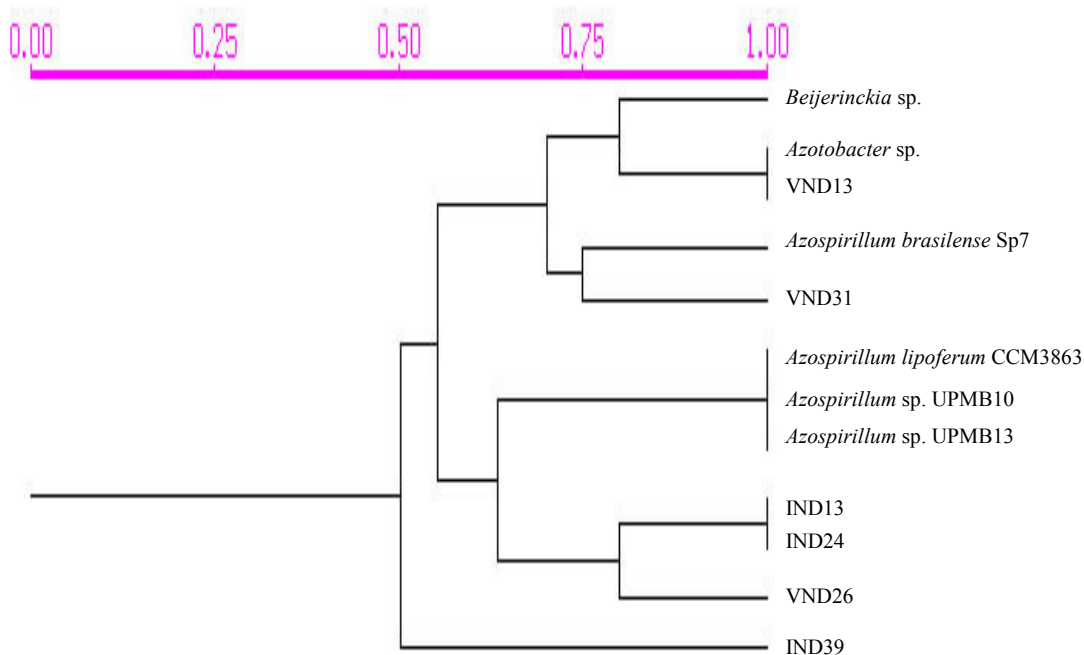 0.00 0.25 0.50 0.75 1.00
Beijerinckia sp.
Azotobacter sp.
VND13
Azospirillum brasilense Sp7
VND31
Azospirillum lipoferum CCM3863
Azospirillum sp. UPMB10
Azospirillum sp. UPMB13
IND13
IND24
VND26
IND39